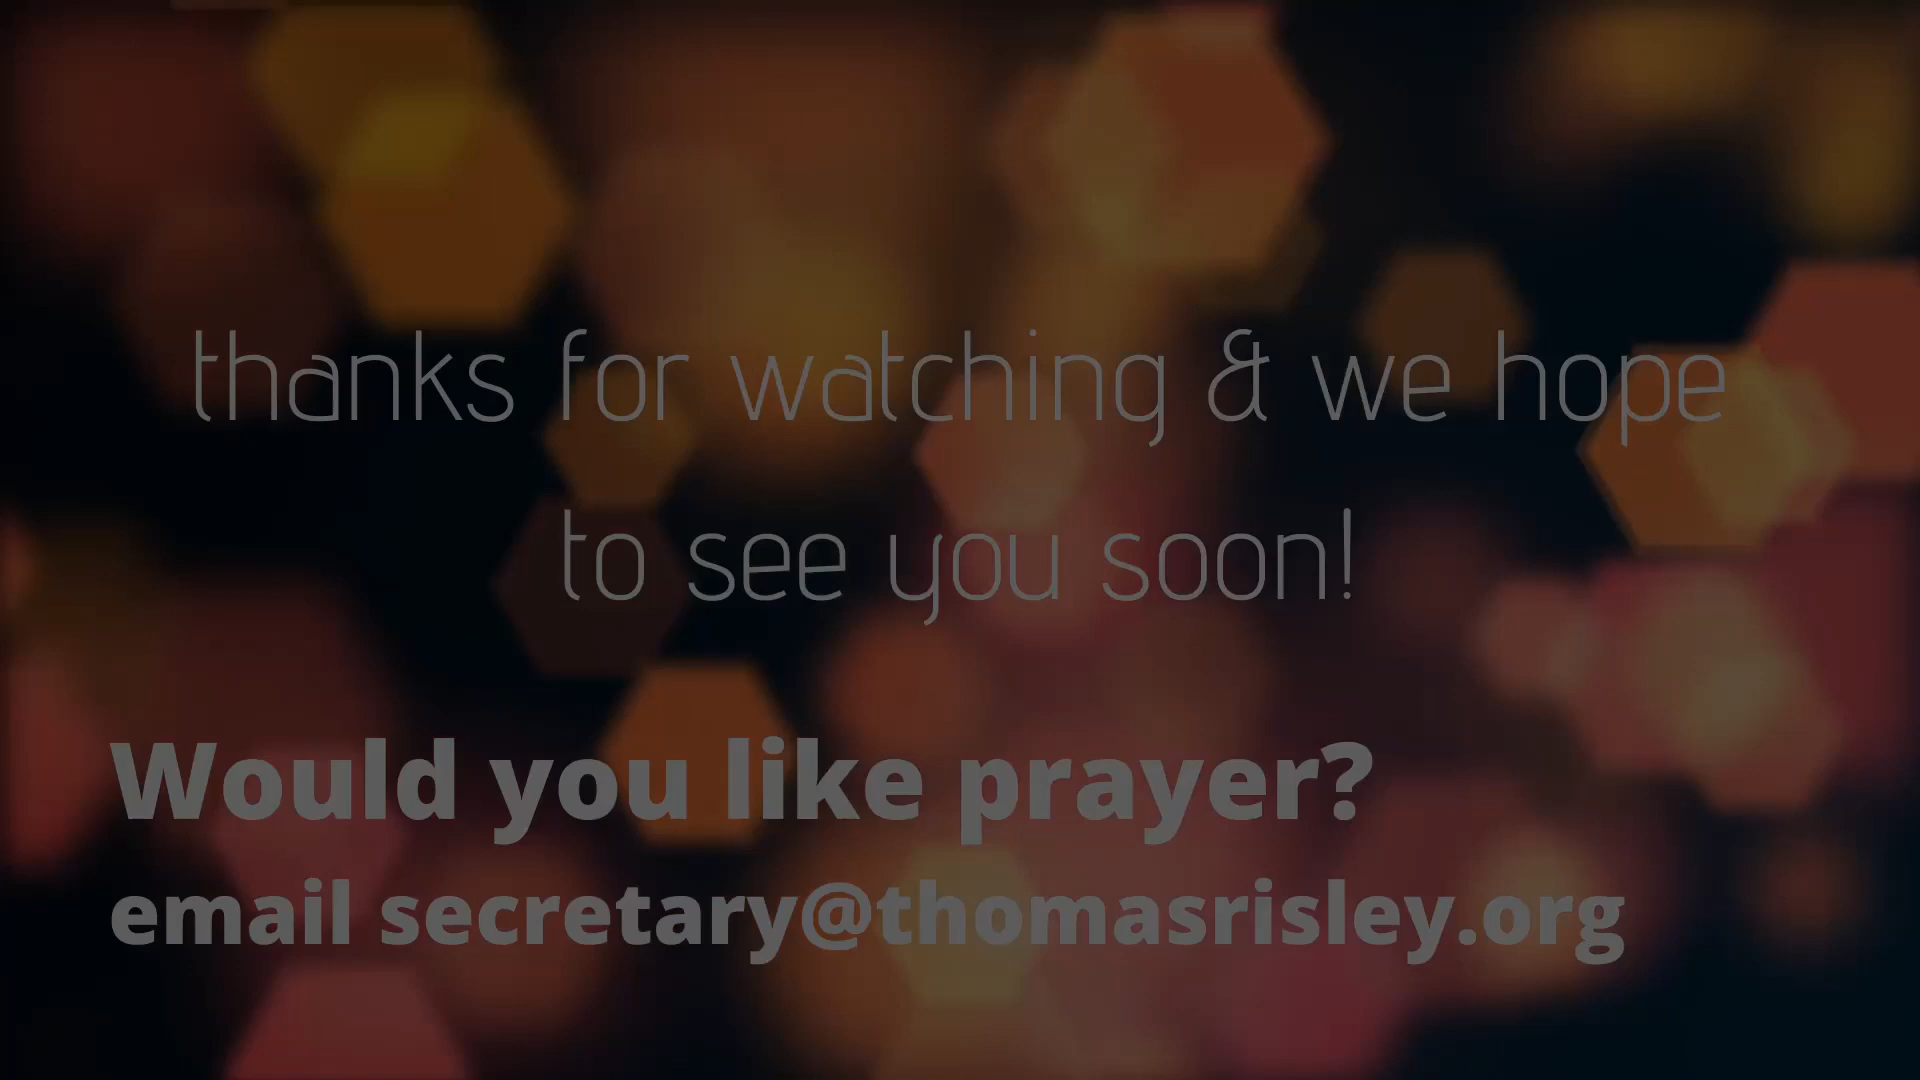 thanks for watching & we hope
to see you soon!
Would you like prayer?
email secretary@thomasrisley.org